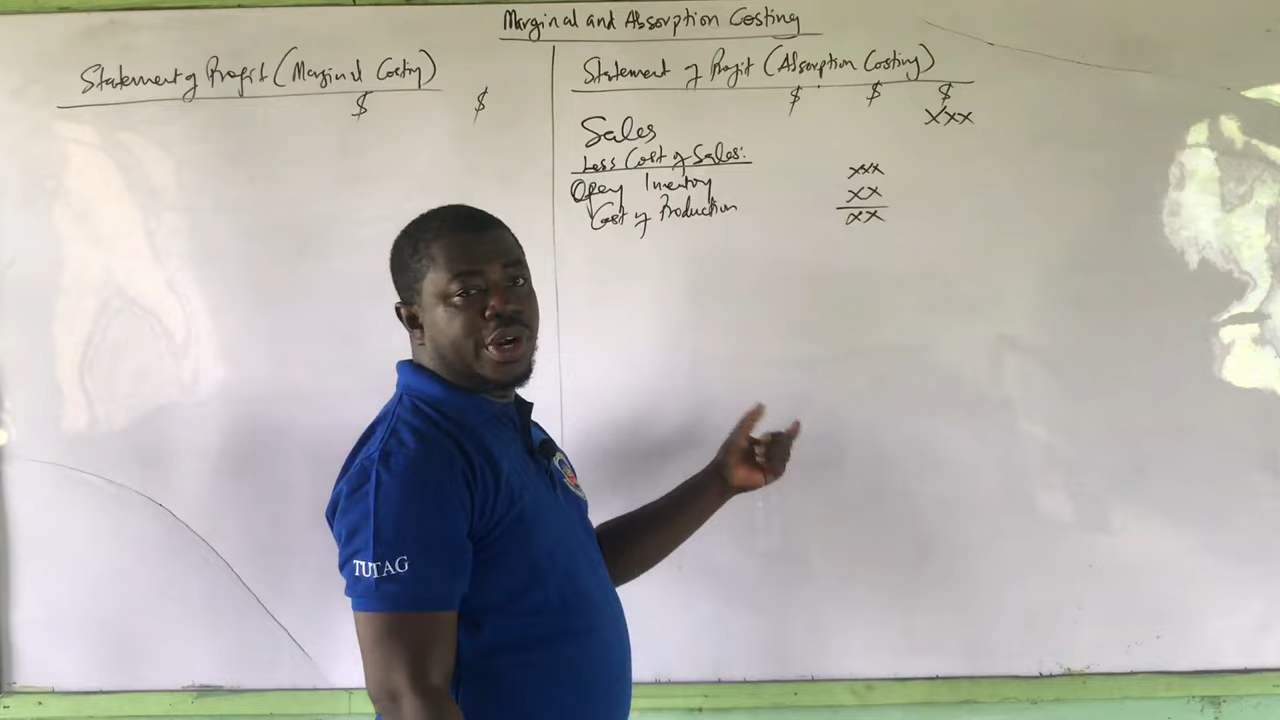 Marginal and Absorption Costing
Statement of Profit (Marginal Costing)
$ $
Statement of Profit (Absorption Costing)
$ $ $
Sales xxx
Less Cost of Sales:
Openg Inventory xxx
Cost of Production xx
xx
TUTAG